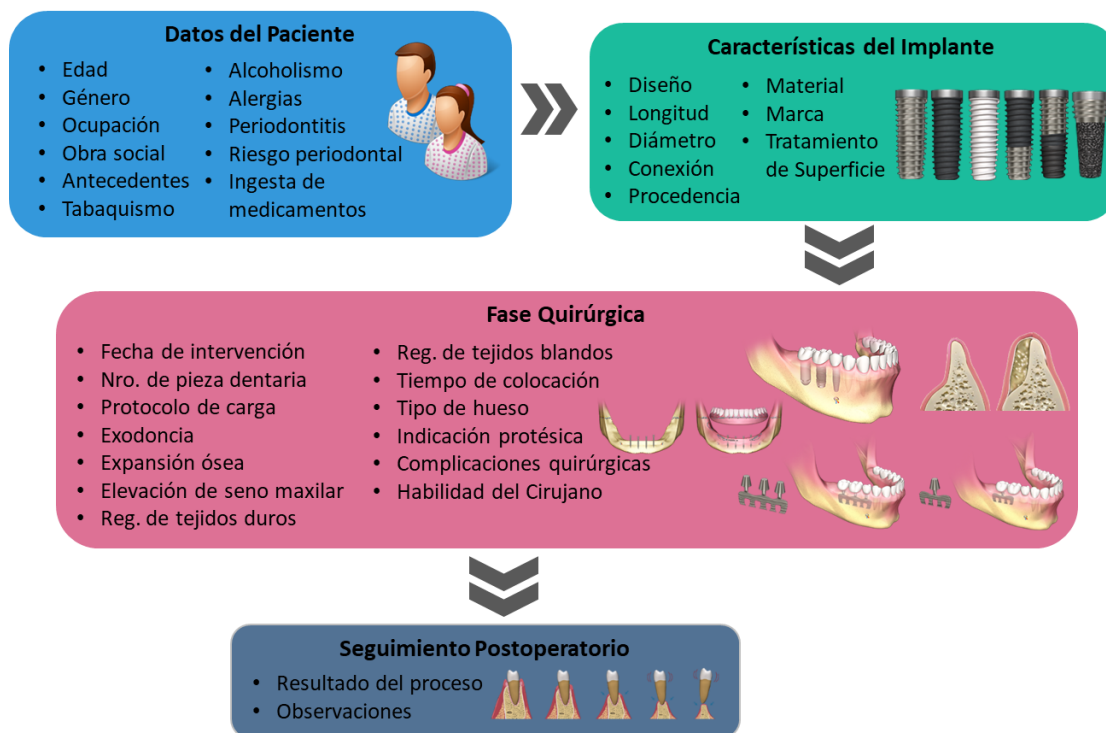 Datos del Paciente
• Edad
• Género
• Ocupación
• Obra social
• Antecedentes
• Tabaquismo
• Alcoholismo
• Alergias
• Periodontitis
• Riesgo periodontal
• Ingesta de
medicamentos
Características del Implante
• Diseño
• Longitud
• Diámetro
• Conexión
• Procedencia
• Material
• Marca
• Tratamiento
de Superficie
Fase Quirúrgica
• Fecha de intervención
• Nro. de pieza dentaria
• Protocolo de carga
• Exodoncia
• Expansión ósea
• Elevación de seno maxilar
• Reg. de tejidos duros
• Reg. de tejidos blandos
• Tiempo de colocación
• Tipo de hueso
• Indicación protésica
• Complicaciones quirúrgicas
• Habilidad del Cirujano
Seguimiento Postoperatorio
• Resultado del proceso
• Observaciones